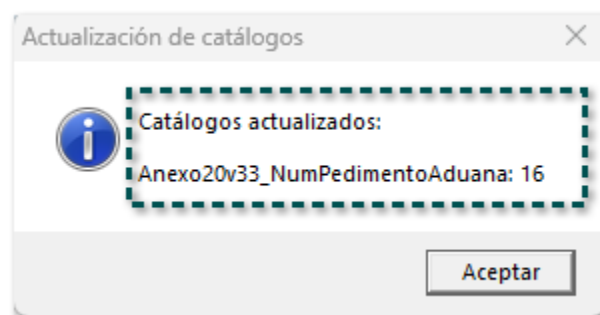 Actualización de catálogos
Catálogos actualizados:
Anexo20v33_NumPedimentoAduana: 16
Aceptar